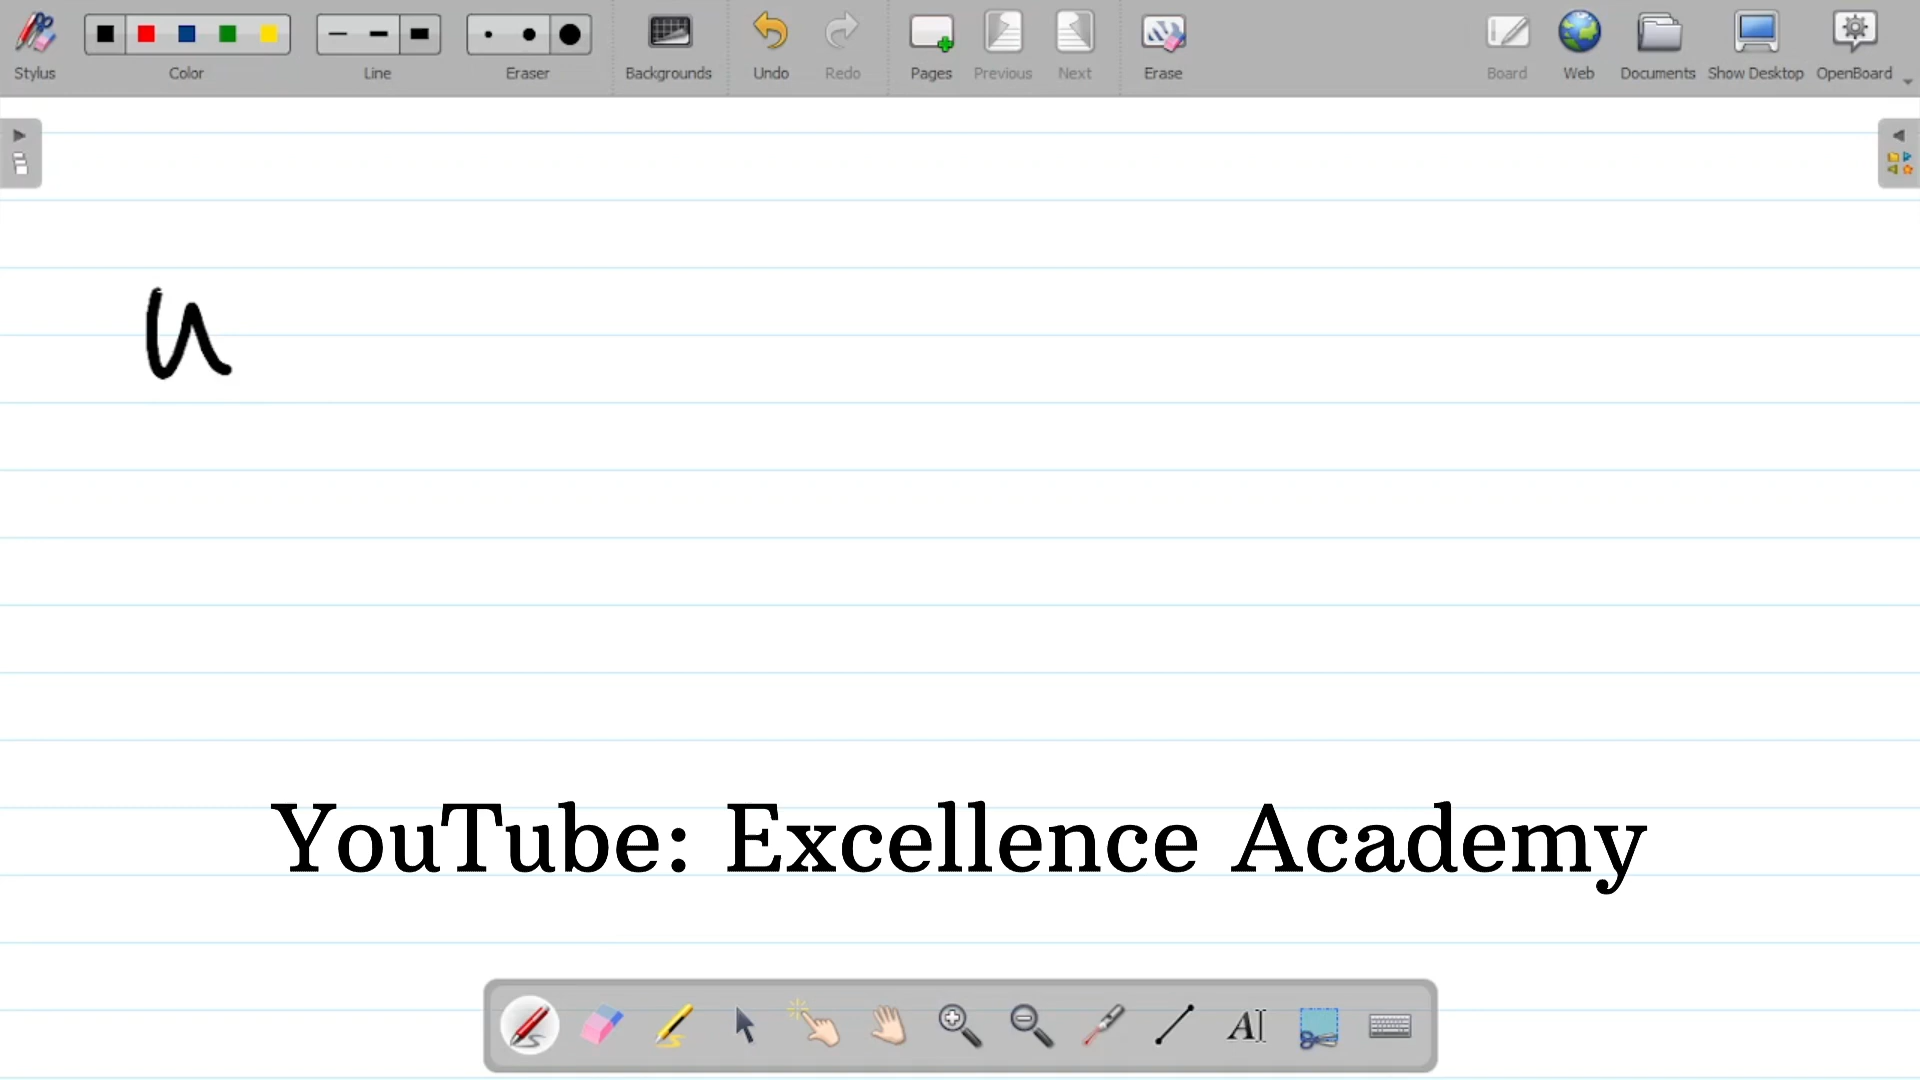 Stylus Color Line Eraser Backgrounds Undo Redo Pages Previous Next Erase Board Web Documents Show Desktop OpenBoard
u
YouTube: Excellence Academy
A